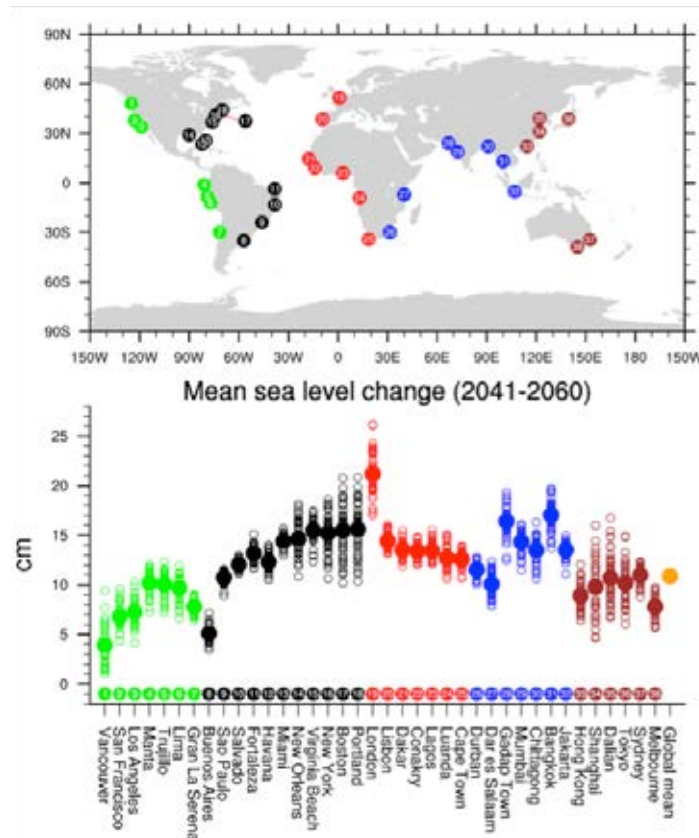 90N
60N
30N
0
30S
60S
90S
150W 120W 90W 60W 30W 0 30E 60E 90E 120E 150E 180 150W
Mean sea level change (2041-2060)
25
20
15
10
5
0
cm
Vancouver
San Francisco
Los Angeles
Manta
Trujillo
Lima
Gran La Serena
Buenos Aires
Sao Paulo
Salvado
Fortaleza
Havana
Miami
New Orleans
Virginia Beach
New York
Boston
Portland
London
Lisbon
Dakar
Conakry
Lagos
Luanda
Cape Town
Durban
Dar es Sallaam
Gadap Town
Mumbai
Chittagong
Bangkok
Jakarta
Hong Kong
Shanghai
Dalian
Tokyo
Sydney
Melbourne
Global mean